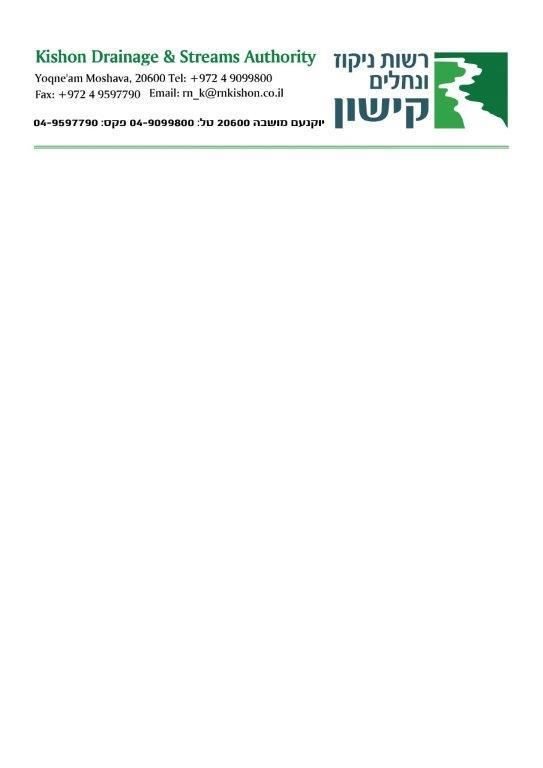 Kishon Drainage & Streams Authority
Yoqne'am Moshava, 20600 Tel: +972 4 9099800
Fax: +972 4 9597790 Email: rn_k@rnkishon.co.il
יוקנעם מושבה 20600 טל: 04-9099800 פקס: 04-9597790
רשות ניקוז
ונחלים
קישון